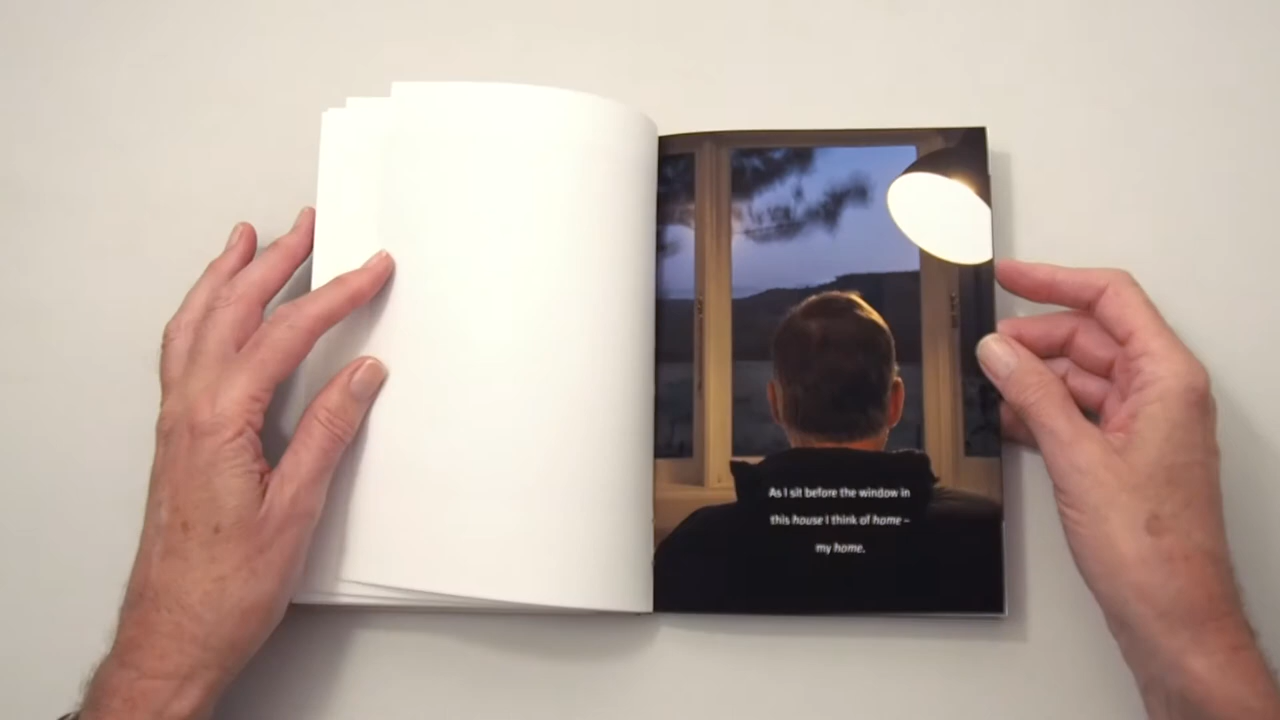 As I sit before the window in
this house I think of home –
my home.